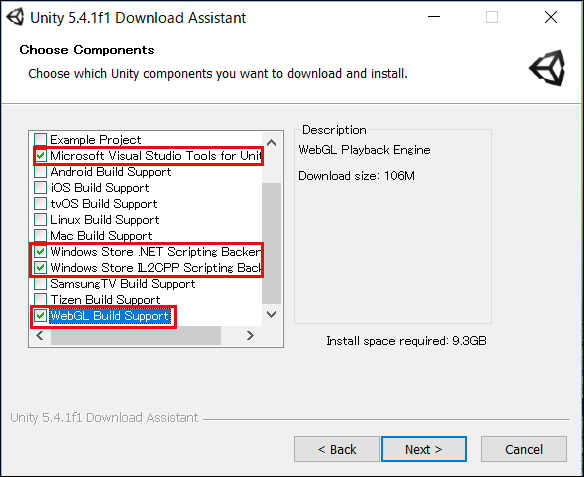 Unity 5.4.1f1 Download Assistant
Choose Components
Choose which Unity components you want to download and install.
Example Project
Microsoft Visual Studio Tools for Unit
Android Build Support
iOS Build Support
tvOS Build Support
Linux Build Support
Mac Build Support
Windows Store .NET Scripting Backen
Windows Store IL2CPP Scripting Back
SamsungTV Build Support
Tizen Build Support
WebGL Build Support
Description
WebGL Playback Engine
Download size: 106M
Install space required: 9.3GB
Unity 5.4.1f1 Download Assistant
< Back
Next >
Cancel